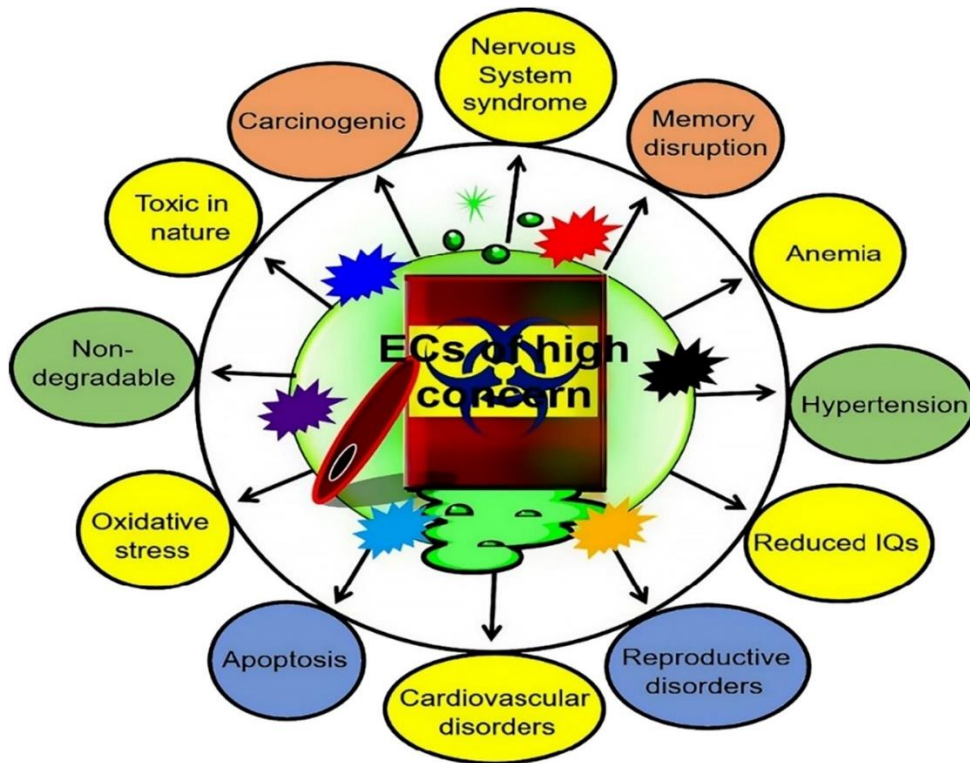 Nervous
System
syndrome
Memory
disruption
Anemia
Hypertension
Reduced IQs
Reproductive
disorders
Cardiovascular
disorders
Apoptosis
Oxidative
stress
Non-
degradable
Toxic in
nature
Carcinogenic
ECs of high
concern